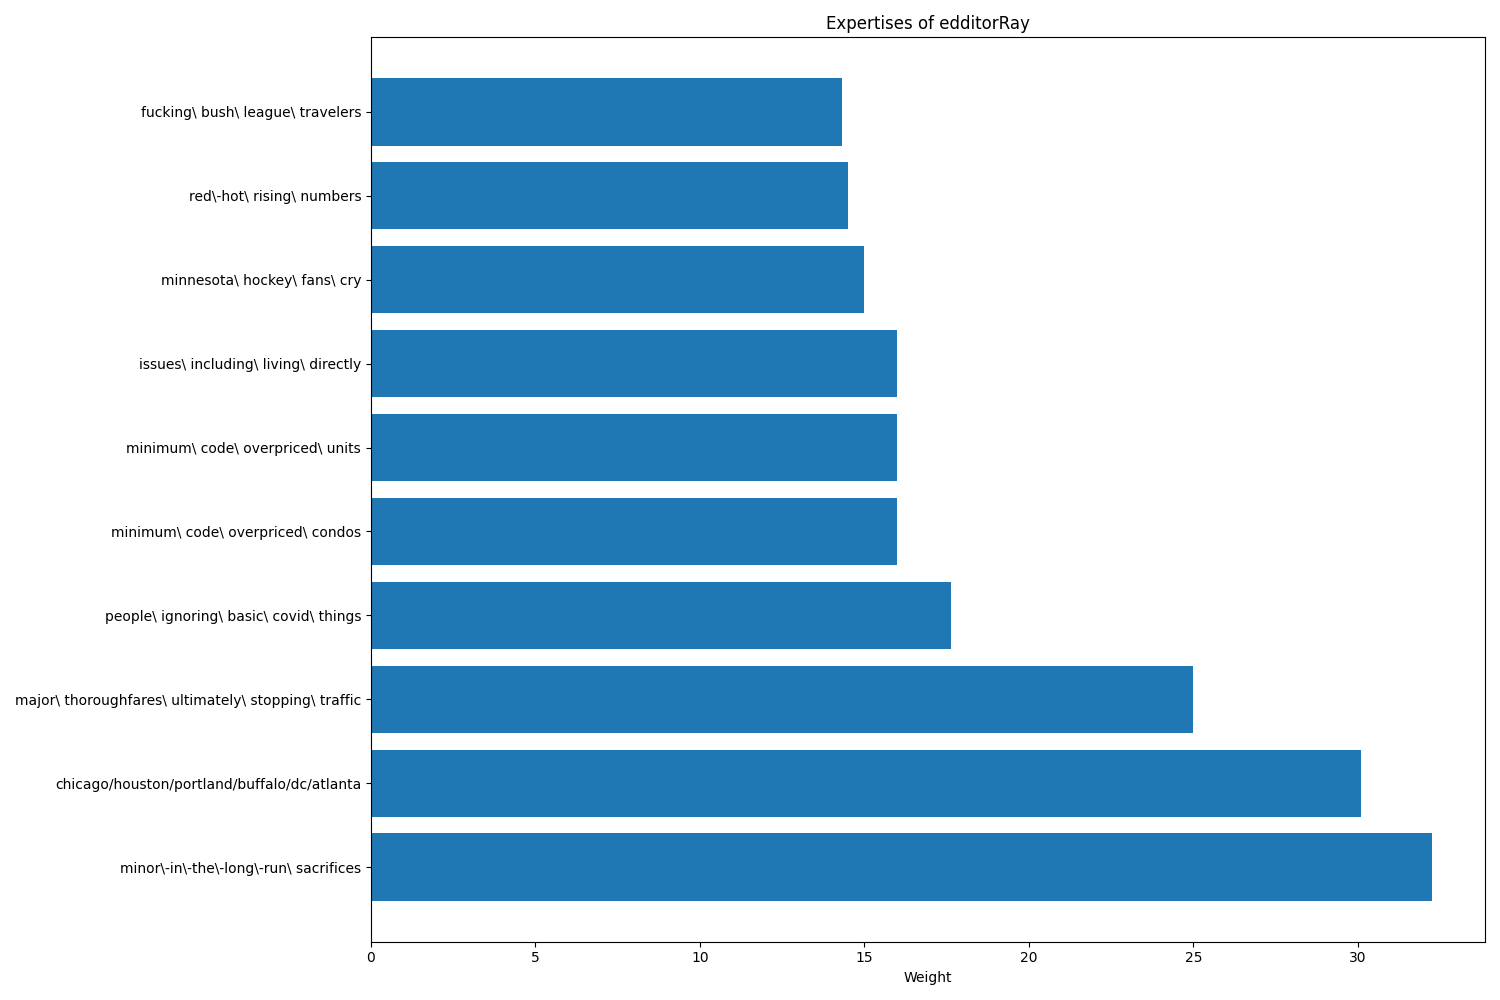 Expertises of edditorRay
fucking\ bush\ league\ travelers
red\-hot\ rising\ numbers
minnesota\ hockey\ fans\ cry
issues\ including\ living\ directly
minimum\ code\ overpriced\ units
minimum\ code\ overpriced\ condos
people\ ignoring\ basic\ covid\ things
major\ thoroughfares\ ultimately\ stopping\ traffic
chicago/houston/portland/buffalo/dc/atlanta
minor\-in\-the\-long\-run\ sacrifices
0 5 10 15 20 25 30
Weight